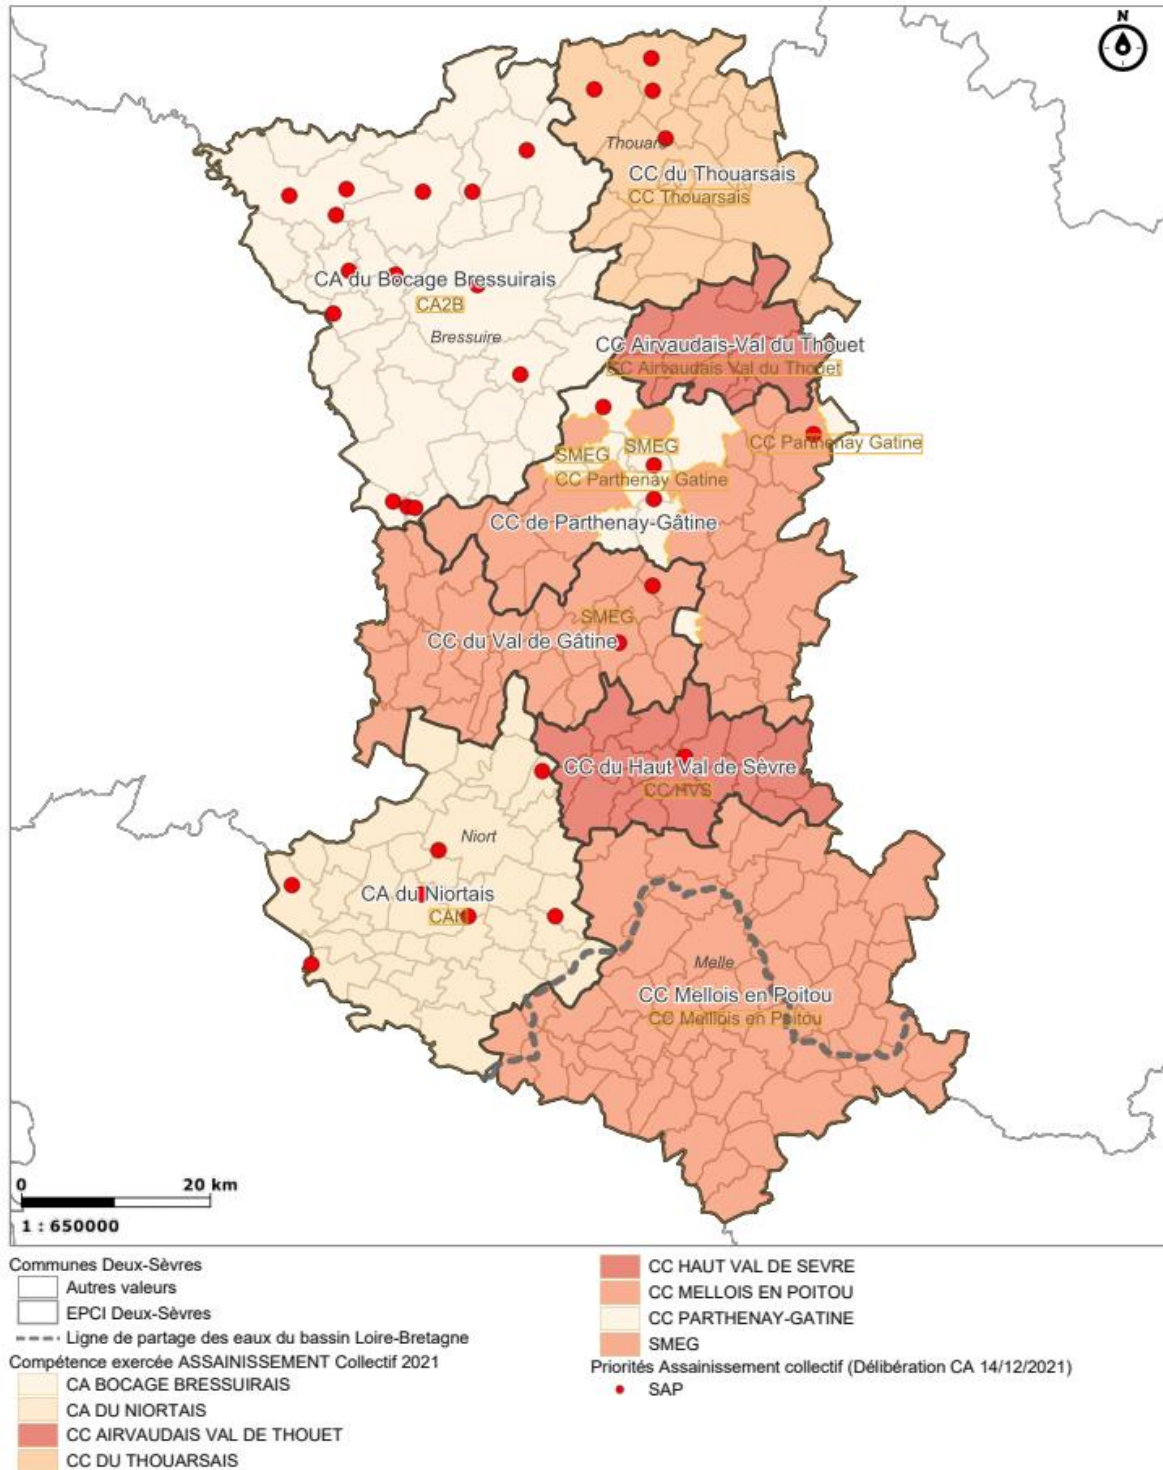 N
Thouars
CC du Thouarsais
CC Thouarsais
CA du Bocage Bressuirais
CA2B
Bressuire
CC Airvaudais-Val du Thouet
CC Airvaudais Val du Thouet
SMEG
SMEG
CC Parthenay Gatine
CC Parthenay Gatine
CC de Parthenay-Gâtine
SMEG
CC du Val de Gâtine
CC du Haut Val de Sèvre
CC HVS
Niort
CA du Niortais
CAN
Melle
CC Mellois en Poitou
CC Melllois en Poitou
0 20 km
1 : 650000
Communes Deux-Sèvres
Autres valeurs
EPCI Deux-Sèvres
Ligne de partage des eaux du bassin Loire-Bretagne
Compétence exercée ASSAINISSEMENT Collectif 2021
CA BOCAGE BRESSUIRAIS
CA DU NIORTAIS
CC AIRVAUDAIS VAL DE THOUET
CC DU THOUARSAIS
CC HAUT VAL DE SEVRE
CC MELLOIS EN POITOU
CC PARTHENAY-GATINE
SMEG
Priorités Assainissement collectif (Délibération CA 14/12/2021)
SAP